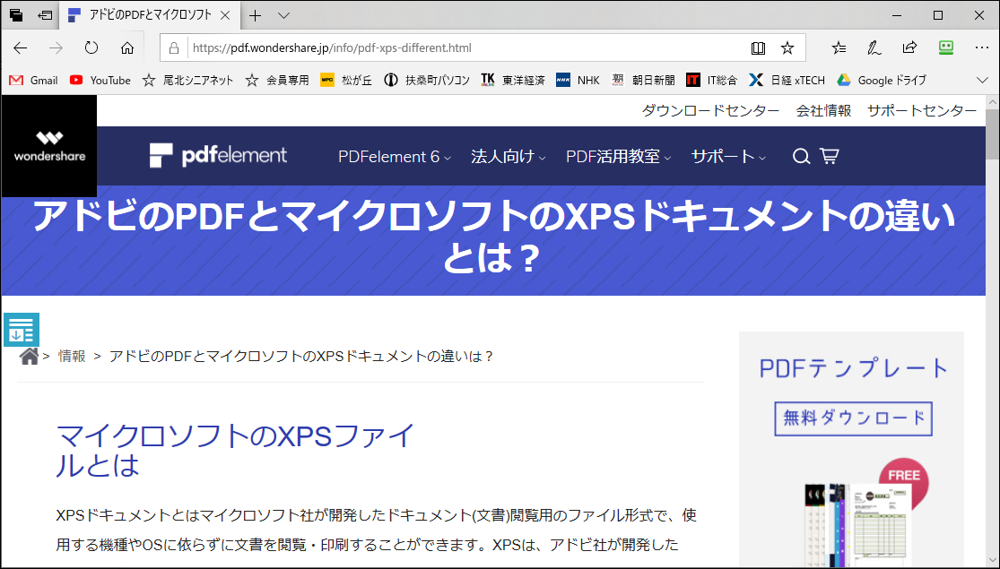 アドビのPDFとマイクロソフト
https://pdf.wondershare.jp/info/pdf-xps-different.html
Gmail YouTube 尾北シニアネット 会員専用 松が丘 扶桑町パソコン 東洋経済 NHK 朝日新聞 IT総合 日経 xTECH Google ドライブ
ダウンロードセンター 会社情報 サポートセンター
wondershare
pdfelement PDFelement 6 法人向け PDF活用教室 サポート
アドビのPDFとマイクロソフトのXPSドキュメントの違い
とは？
> 情報 > アドビのPDFとマイクロソフトのXPSドキュメントの違いは？
PDFテンプレート
無料ダウンロード
FREE
マイクロソフトのXPSファイ
ルとは
XPSドキュメントとはマイクロソフト社が開発したドキュメント(文書)閲覧用のファイル形式で、使
用する機種やOSに依らずに文書を閲覧・印刷することができます。XPSは、アドビ社が開発した